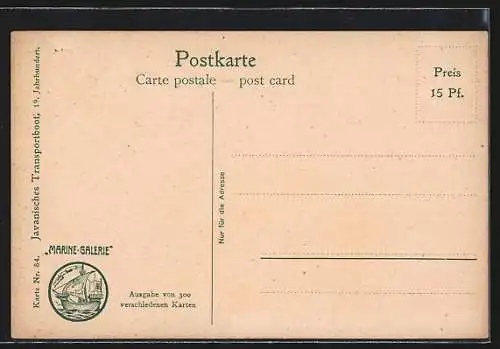 Postkarte
Carte postale — post card
Preis
15 Pf.
Karte Nr. 84. Javanisches Transportboot, 19. Jahrhundert.
„MARINE-GALERIE”
Ausgabe von 300
verschiedenen Karten
Nur für die Adresse